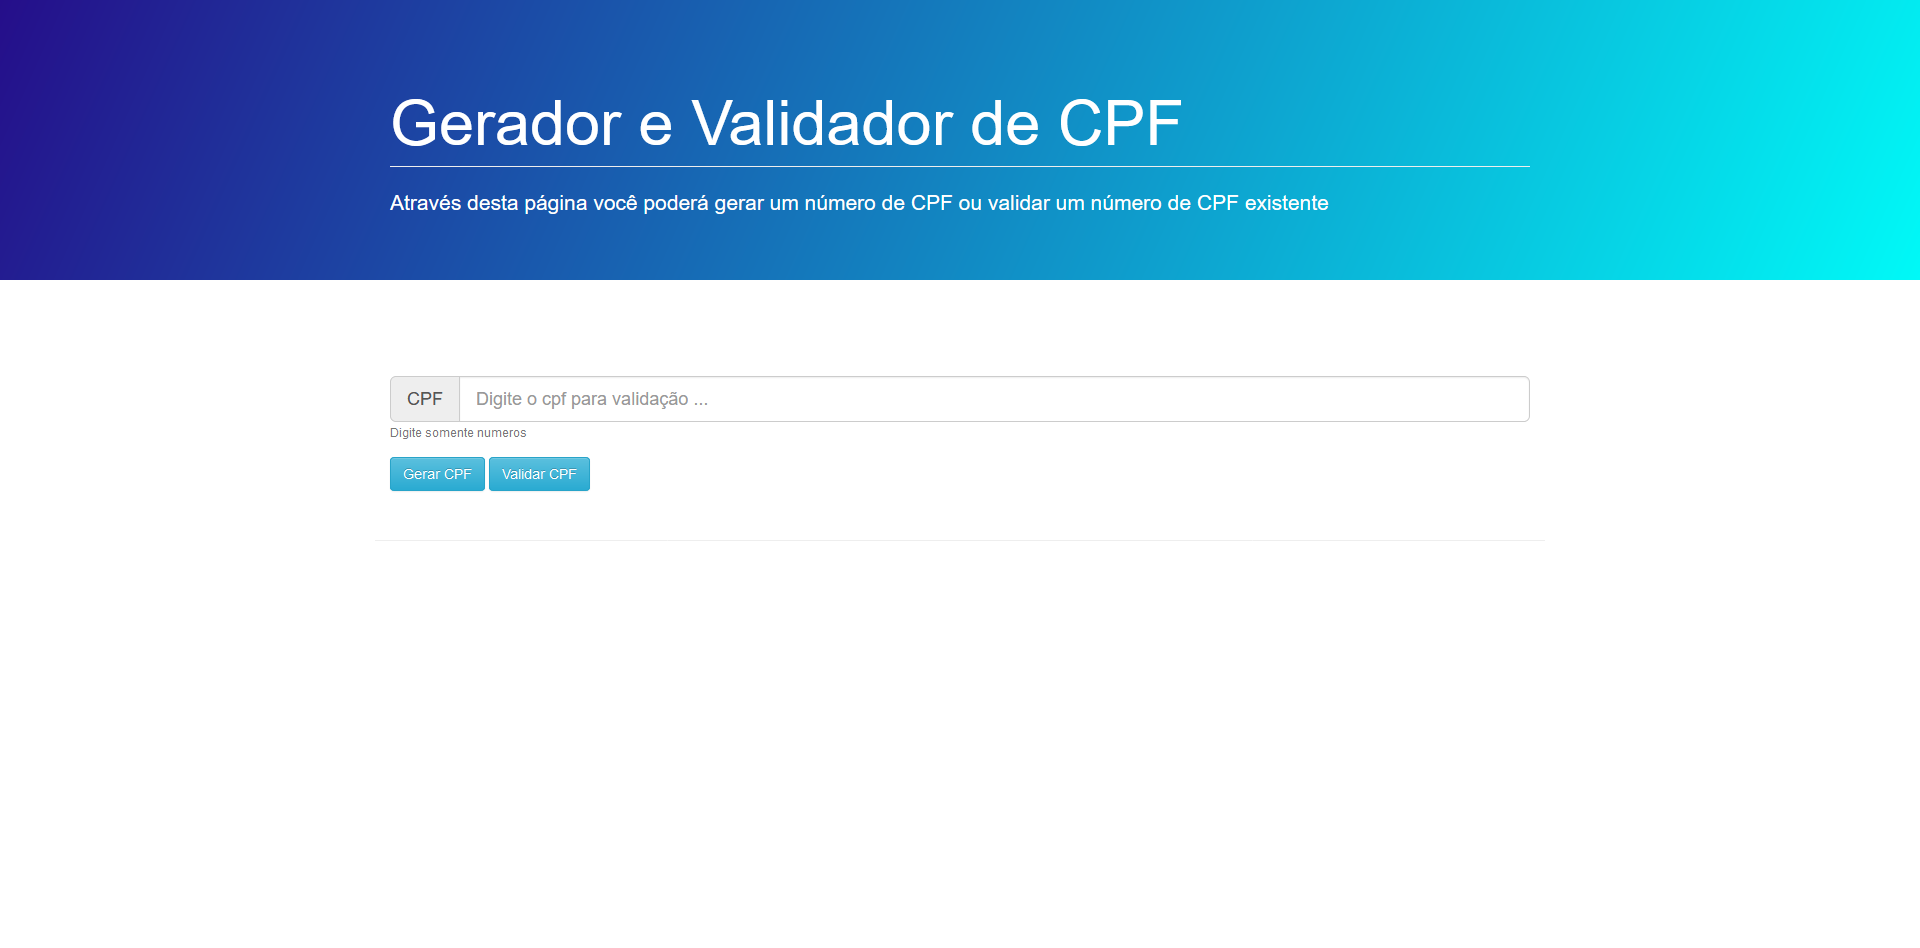 Gerador e Validador de CPF
Através desta página você poderá gerar um número de CPF ou validar um número de CPF existente
CPF Digite o cpf para validação ...
Digite somente numeros
Gerar CPF Validar CPF